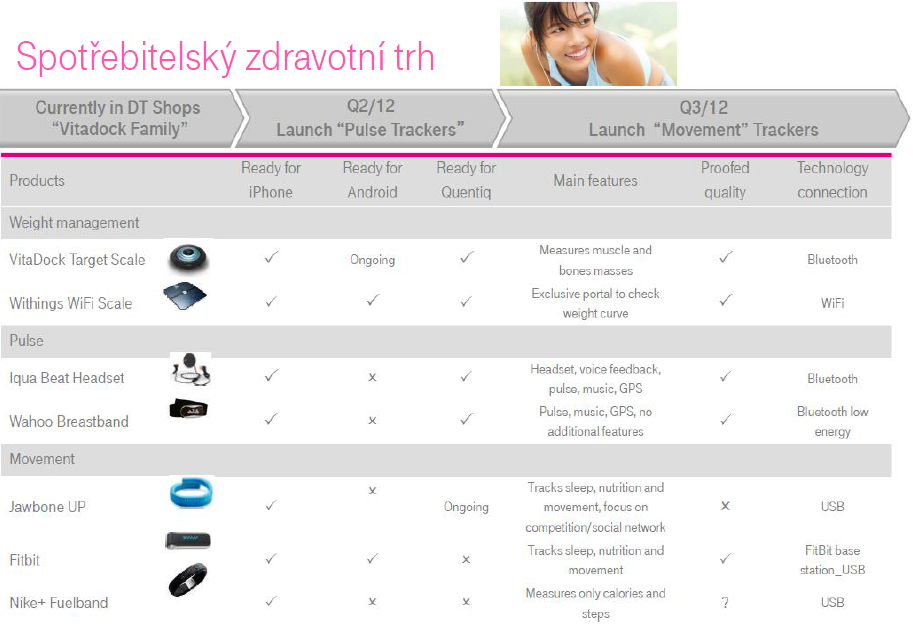 Spotřebitelský zdravotní trh
Currently in DT Shops
“Vitadock Family”
Q2/12
Launch “Pulse Trackers”
Q3/12
Launch “Movement” Trackers
Products
Ready for
iPhone
Ready for
Android
Ready for
Quentiq
Main features
Proofed
quality
Technology
connection
Weight management
VitaDock Target Scale
✓
Ongoing
✓
Measures muscle and
bones masses
✓
Bluetooth
Withings WiFi Scale
✓
✓
✓
Exclusive portal to check
weight curve
✓
WiFi
Pulse
Iqua Beat Headset
✓
x
✓
Headset, voice feedback,
pulse, music, GPS
✓
Bluetooth
Wahoo Breastband
✓
x
✓
Pulse, music, GPS, no
additional features
✓
Bluetooth low
energy
Movement
Jawbone UP
✓
x
Ongoing
Tracks sleep, nutrition and
movement, focus on
competition/social network
x
USB
Fitbit
✓
✓
x
Tracks sleep, nutrition and
movement
✓
FitBit base
station_USB
Nike+ Fuelband
✓
x
x
Measures only calories and
steps
?
USB